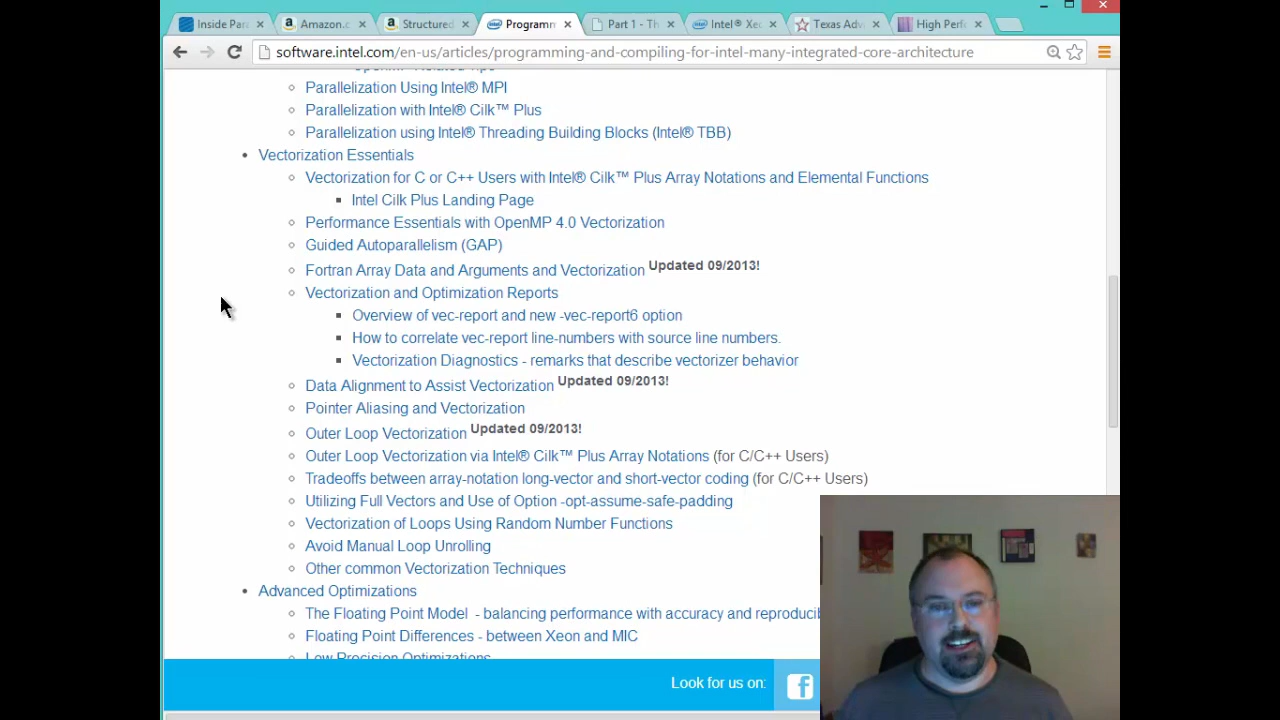 Inside Par
Amazon.c
Structured
Programm
Part 1 - Th
Intel® Xec
Texas Adv
High Perf
software.intel.com/en-us/articles/programming-and-compiling-for-intel-many-integrated-core-architecture
Parallelization Using Intel® MPI
Parallelization with Intel® Cilk™ Plus
Parallelization using Intel® Threading Building Blocks (Intel® TBB)
Vectorization Essentials
Vectorization for C or C++ Users with Intel® Cilk™ Plus Array Notations and Elemental Functions
Intel Cilk Plus Landing Page
Performance Essentials with OpenMP 4.0 Vectorization
Guided Autoparallelism (GAP)
Fortran Array Data and Arguments and Vectorization Updated 09/2013!
Vectorization and Optimization Reports
Overview of vec-report and new -vec-report6 option
How to correlate vec-report line-numbers with source line numbers.
Vectorization Diagnostics - remarks that describe vectorizer behavior
Data Alignment to Assist Vectorization Updated 09/2013!
Pointer Aliasing and Vectorization
Outer Loop Vectorization Updated 09/2013!
Outer Loop Vectorization via Intel® Cilk™ Plus Array Notations (for C/C++ Users)
Tradeoffs between array-notation long-vector and short-vector coding (for C/C++ Users)
Utilizing Full Vectors and Use of Option -opt-assume-safe-padding
Vectorization of Loops Using Random Number Functions
Avoid Manual Loop Unrolling
Other common Vectorization Techniques
Advanced Optimizations
The Floating Point Model - balancing performance with accuracy and reproducib
Floating Point Differences - between Xeon and MIC
Low Precision Optimizations
Look for us on:
f